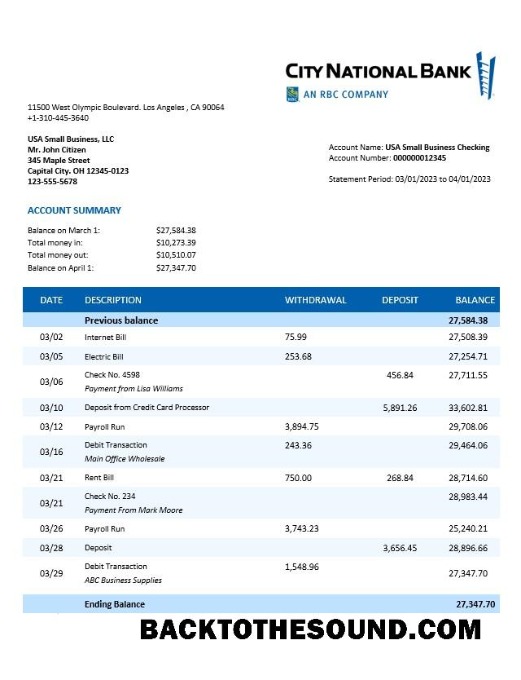 CITY NATIONAL BANK
RBC
AN RBC COMPANY
11500 West Olympic Boulevard. Los Angeles , CA 90064
+1-310-445-3640
USA Small Business, LLC
Mr. John Citizen
345 Maple Street
Capital City. OH 12345-0123
123-555-5678
Account Name: USA Small Business Checking
Account Number: 000000012345
Statement Period: 03/01/2023 to 04/01/2023
ACCOUNT SUMMARY
Balance on March 1: $27,584.38
Total money in: $10,273.39
Total money out: $10,510.07
Balance on April 1: $27,347.70
DATE DESCRIPTION WITHDRAWAL DEPOSIT BALANCE
Previous balance 27,584.38
03/02 Internet Bill 75.99 27,508.39
03/05 Electric Bill 253.68 27,254.71
03/06 Check No. 4598 456.84 27,711.55
Payment from Lisa Williams
03/10 Deposit from Credit Card Processor 5,891.26 33,602.81
03/12 Payroll Run 3,894.75 29,708.06
03/16 Debit Transaction 243.36 29,464.06
Main Office Wholesale
03/21 Rent Bill 750.00 268.84 28,714.60
03/21 Check No. 234 28,983.44
Payment From Mark Moore
03/26 Payroll Run 3,743.23 25,240.21
03/28 Deposit 3,656.45 28,896.66
03/29 Debit Transaction 1,548.96 27,347.70
ABC Business Supplies
Ending Balance 27,347.70
BACKTOTHESOUND.COM